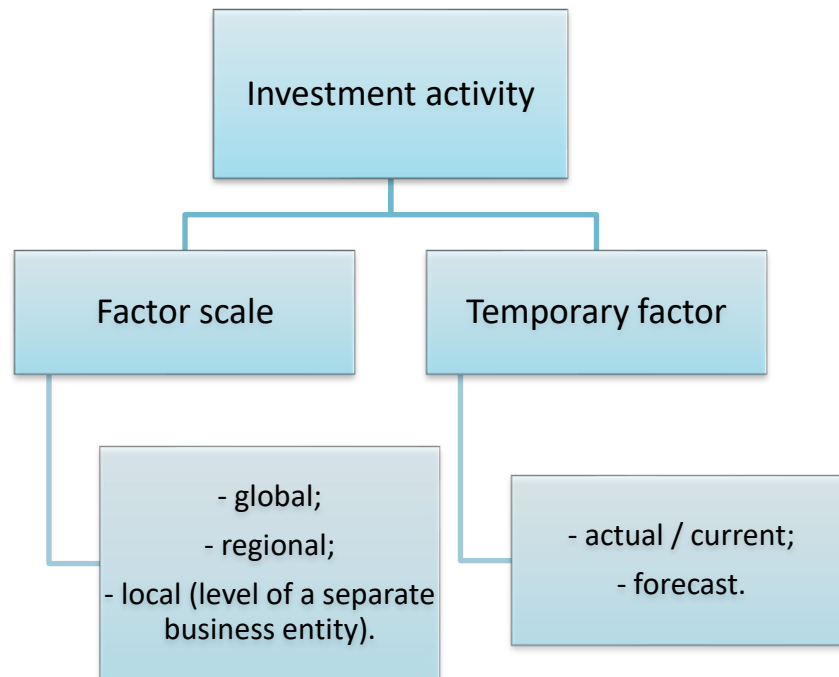 Investment activity
Factor scale
Temporary factor
- global;
- regional;
- local (level of a separate
business entity).
- actual / current;
- forecast.